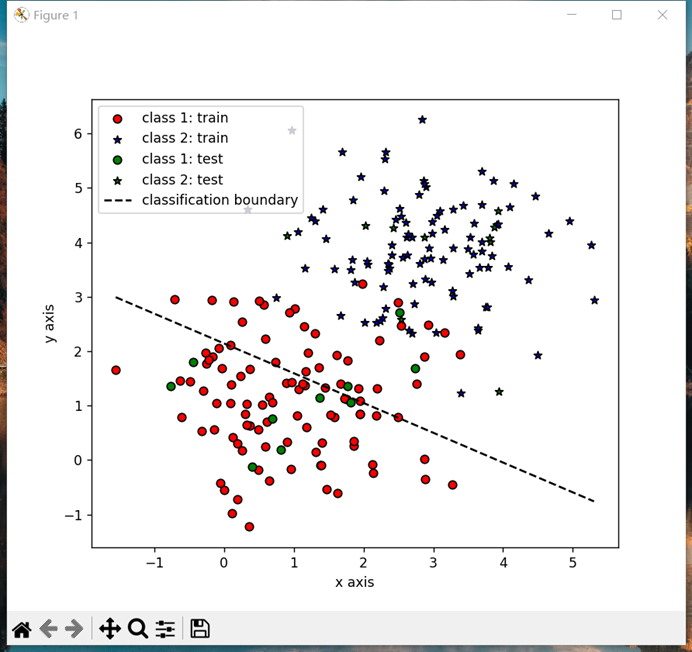 Figure 1
class 1: train
class 2: train
class 1: test
class 2: test
classification boundary
6
5
4
3
2
1
0
−1
y axis
−1 0 1 2 3 4 5
x axis